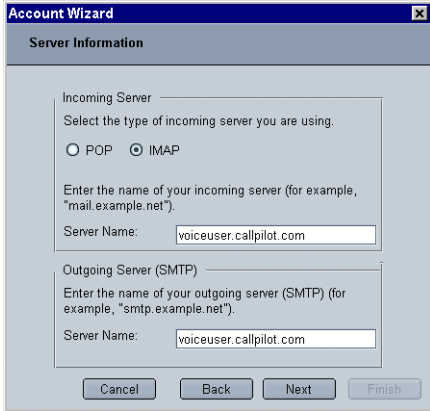 Account Wizard
Server Information
Incoming Server
Select the type of incoming server you are using.
POP IMAP
Enter the name of your incoming server (for example,
"mail.example.net").
Server Name: voiceuser.callpilot.com
Outgoing Server (SMTP)
Enter the name of your outgoing server (SMTP) (for
example, "smtp.example.net").
Server Name: voiceuser.callpilot.com
Cancel Back Next Finish